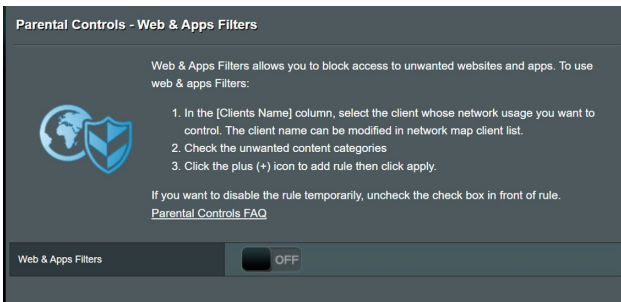 Parental Controls - Web & Apps Filters
Web & Apps Filters allows you to block access to unwanted websites and apps. To use
web & apps Filters:
1. In the [Clients Name] column, select the client whose network usage you want to
control. The client name can be modified in network map client list.
2. Check the unwanted content categories
3. Click the plus (+) icon to add rule then click apply.
If you want to disable the rule temporarily, uncheck the check box in front of rule.
Parental Controls FAQ
Web & Apps Filters
OFF